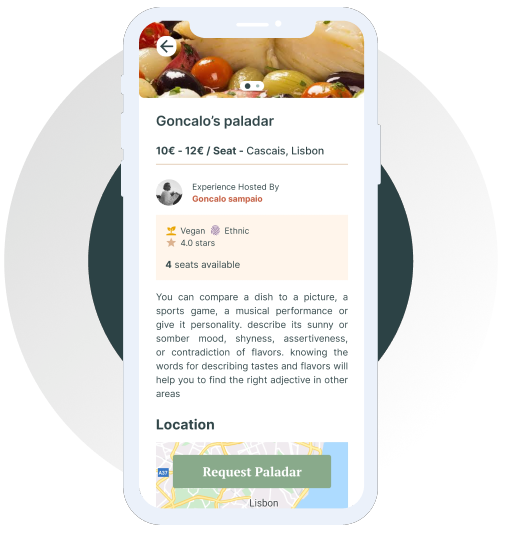 Goncalo's paladar
10€ - 12€ / Seat - Cascais, Lisbon
Experience Hosted By
Goncalo sampaio
Vegan Ethnic
4.0 stars
4 seats available
You can compare a dish to a picture, a
sports game, a musical performance or
give it personality. describe its sunny or
somber mood, shyness, assertiveness,
or contradiction of flavors. knowing the
words for describing tastes and flavors will
help you to find the right adjective in other
areas
Location
A37
Request Paladar
Lisbon